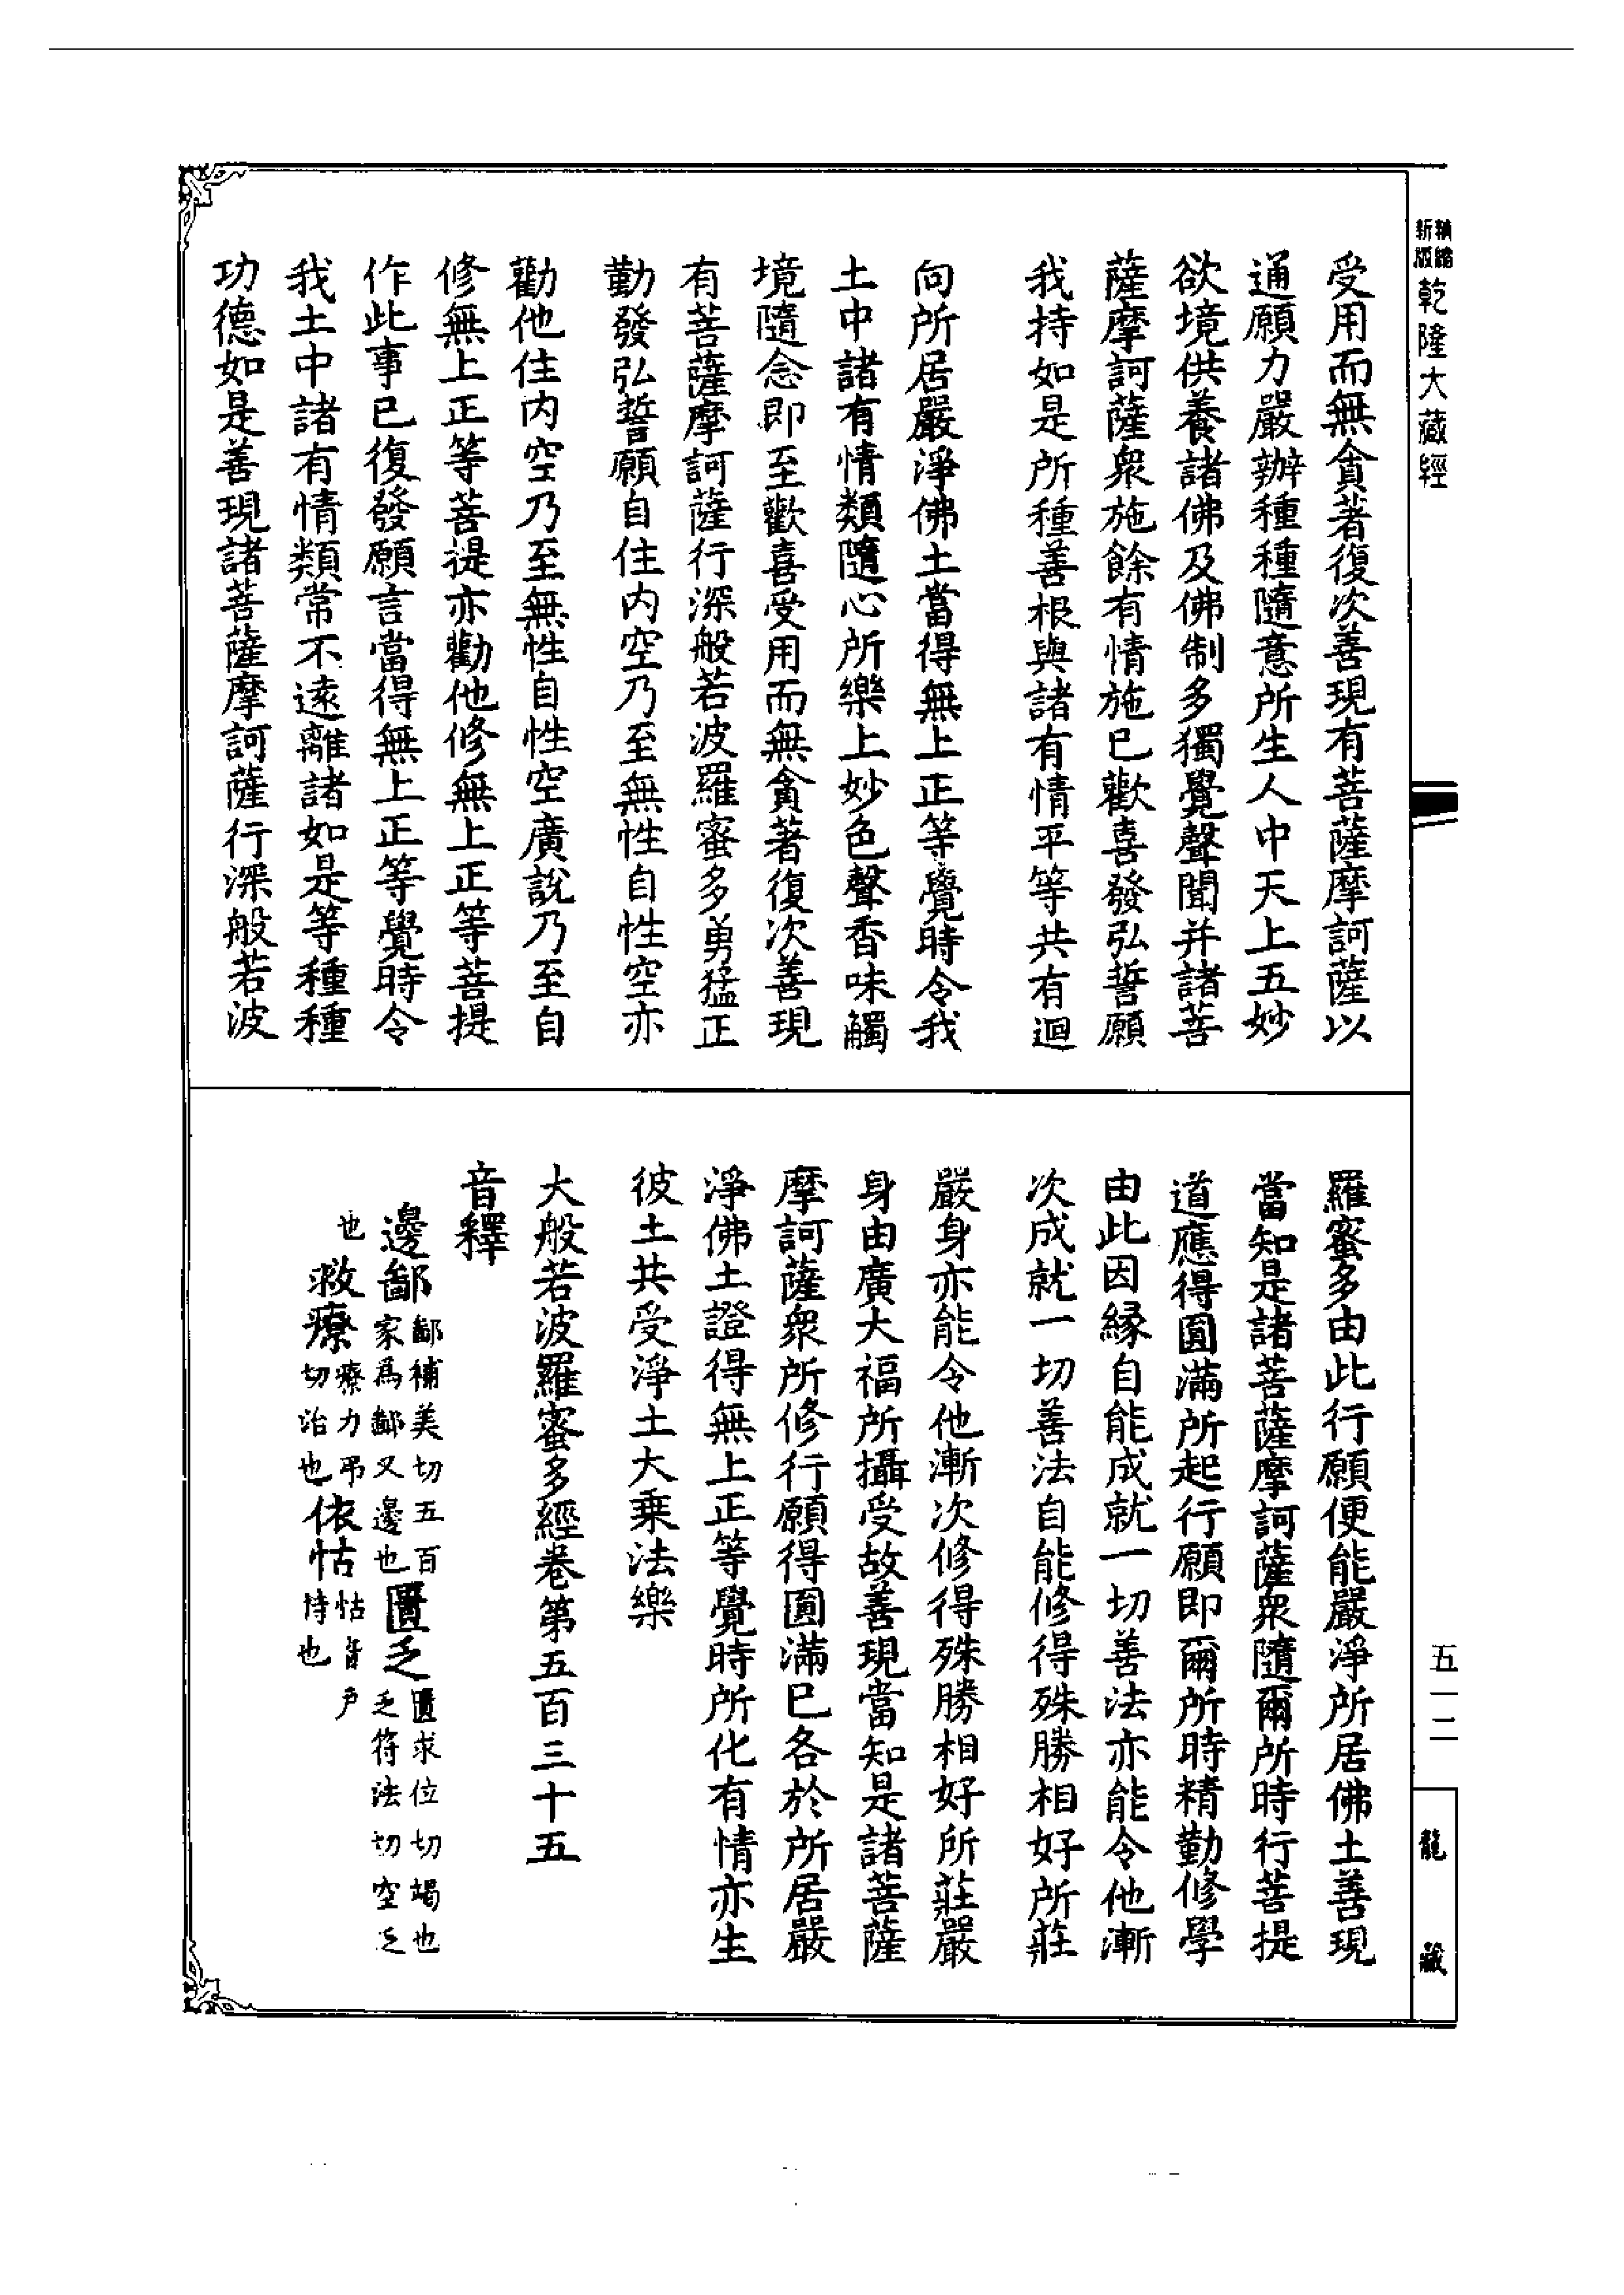 新版精縮乾隆大藏經
受用而無貪著復次善現有菩薩摩訶薩以
通願力嚴辦種種隨意所生人中天上五妙
欲境供養諸佛及佛制多獨覺聲聞并諸菩
薩摩訶薩衆施餘有情施已歡喜發弘誓願
我持如是所種善根與諸有情平等共有迴
向所居嚴淨佛土當得無上正等覺時令我
土中諸有情類隨心所樂上妙色聲香味觸
境隨念即至歡喜受用而無貪著復次善現
有菩薩摩訶薩行深般若波羅蜜多勇猛正
勤發弘誓願自住内空乃至無性自性空亦
勸他住内空乃至無性自性空廣說乃至自
修無上正等菩提亦勸他修無上正等菩提
作此事已復發願言當得無上正等覺時令
我土中諸有情類常不遠離諸如是等種種
功德如是善現諸菩薩摩訶薩行深般若波
羅蜜多由此行願便能嚴淨所居佛土善現
當知是諸菩薩摩訶薩衆隨爾所時行菩提
道應得圓滿所起行願即爾所時精勤修學
由此因緣自能成就一切善法亦能令他漸
次成就一切善法自能修得殊勝相好所莊
嚴身亦能令他漸次修得殊勝相好所莊嚴
身由廣大福所攝受故善現當知是諸菩薩
摩訶薩衆所修行願得圓滿已各於所居嚴
淨佛土證得無上正等覺時所化有情亦生
彼土共受淨土大乘法樂
大般若波羅蜜多經卷第五百三十五
音釋
邊鄙鄙補美切五百家爲鄙又邊也匱乏匱求位切竭也乏符法切空乏
也救療療力弔切治也依怙怙音户恃也
五一二
龍藏